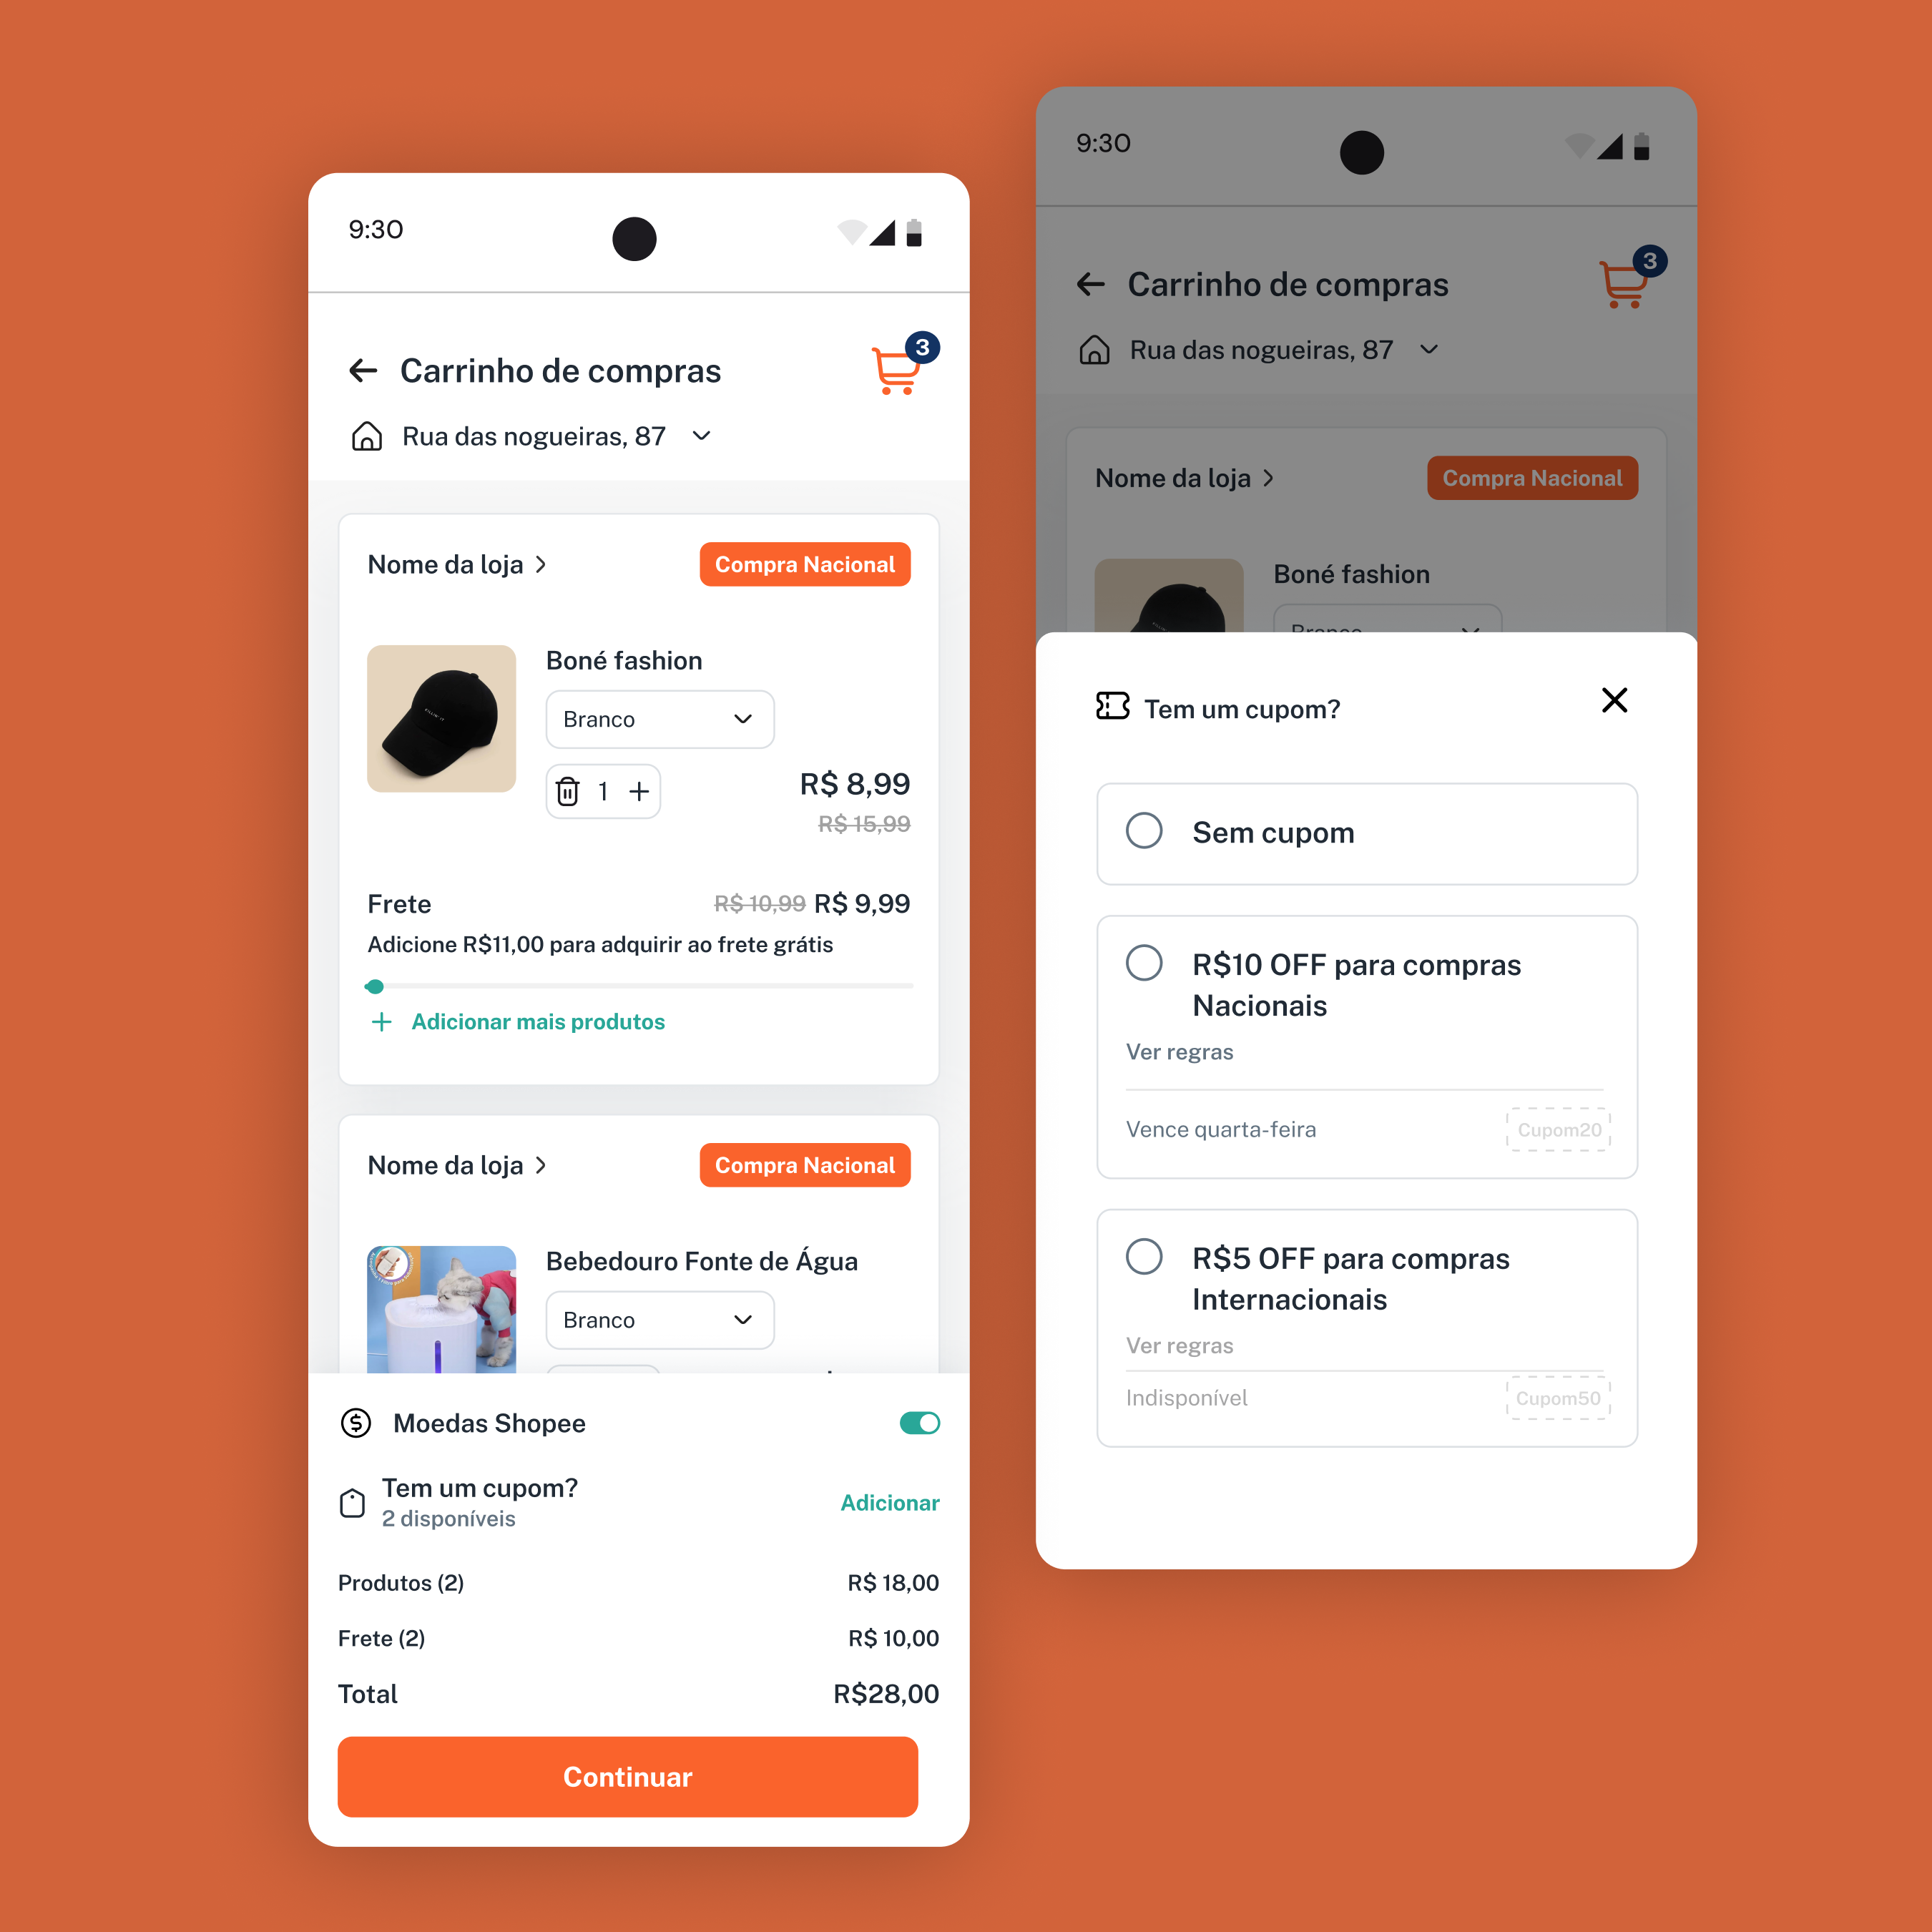 9:30
Carrinho de compras
3
Rua das nogueiras, 87
Nome da loja
Compra Nacional
Boné fashion
Branco
1
R$ 8,99
R$ 15,99
Frete
R$ 10,99 R$ 9,99
Adicione R$11,00 para adquirir ao frete grátis
Adicionar mais produtos
Nome da loja
Compra Nacional
Bebedouro Fonte de Água
Branco
Moedas Shopee
Tem um cupom?
2 disponíveis
Adicionar
Produtos (2)
R$ 18,00
Frete (2)
R$ 10,00
Total
R$28,00
Continuar
9:30
Carrinho de compras
3
Rua das nogueiras, 87
Nome da loja
Compra Nacional
Boné fashion
Branco
Tem um cupom?
Sem cupom
R$10 OFF para compras
Nacionais
Ver regras
Vence quarta-feira
Cupom20
R$5 OFF para compras
Internacionais
Ver regras
Indisponível
Cupom50